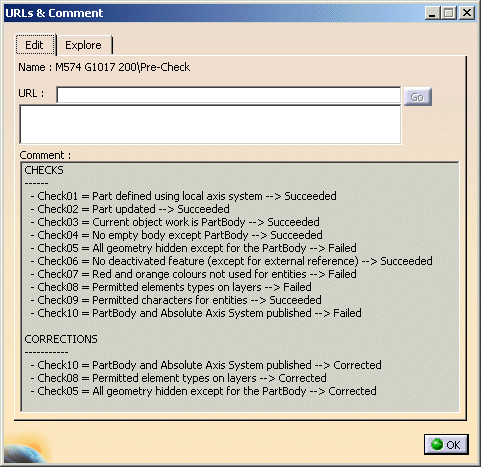 URLs & Comment
Edit Explore
Name : M574 G1017 200\Pre-Check
URL : Go
Comment :
CHECKS
------
- Check01 = Part defined using local axis system --> Succeeded
- Check02 = Part updated --> Succeeded
- Check03 = Current object work is PartBody --> Succeeded
- Check04 = No empty body except PartBody --> Succeeded
- Check05 = All geometry hidden except for the PartBody --> Failed
- Check06 = No deactivated feature (except for external reference) --> Succeeded
- Check07 = Red and orange colours not used for entities --> Failed
- Check08 = Permitted elements types on layers --> Failed
- Check09 = Permitted characters for entities --> Succeeded
- Check10 = PartBody and Absolute Axis System published --> Failed
CORRECTIONS
-----------
- Check10 = PartBody and Absolute Axis System published --> Corrected
- Check08 = Permitted element types on layers --> Corrected
- Check05 = All geometry hidden except for the PartBody --> Corrected
OK